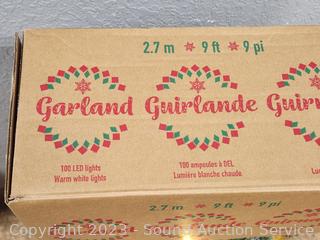 2.7 m * 9 ft * 9 pi
Garland
Guirlande
100 LED lights
Warm white lights
100 ampoules à DEL
Lumière blanche chaude
2.7 m * 9 ft * 9 pi
Copyright 2023 - Sound Auction Service